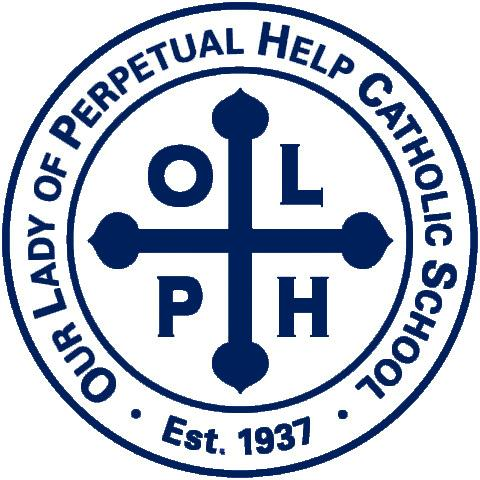 OUR LADY OF PERPETUAL HELP CATHOLIC SCHOOL
O L
P H
· Est. 1937 ·